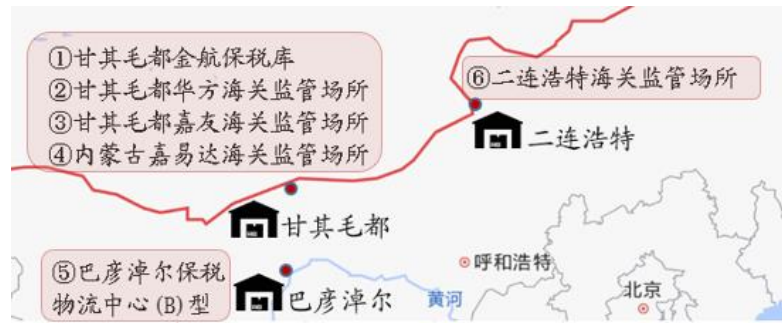 ①甘其毛都金航保税库
②甘其毛都华方海关监管场所
③甘其毛都嘉友海关监管场所
④内蒙古嘉易达海关监管场所
⑥二连浩特海关监管场所
二连浩特
甘其毛都
⑤巴彦淖尔保税
物流中心(B)型
巴彦淖尔
黄河
呼和浩特
北京